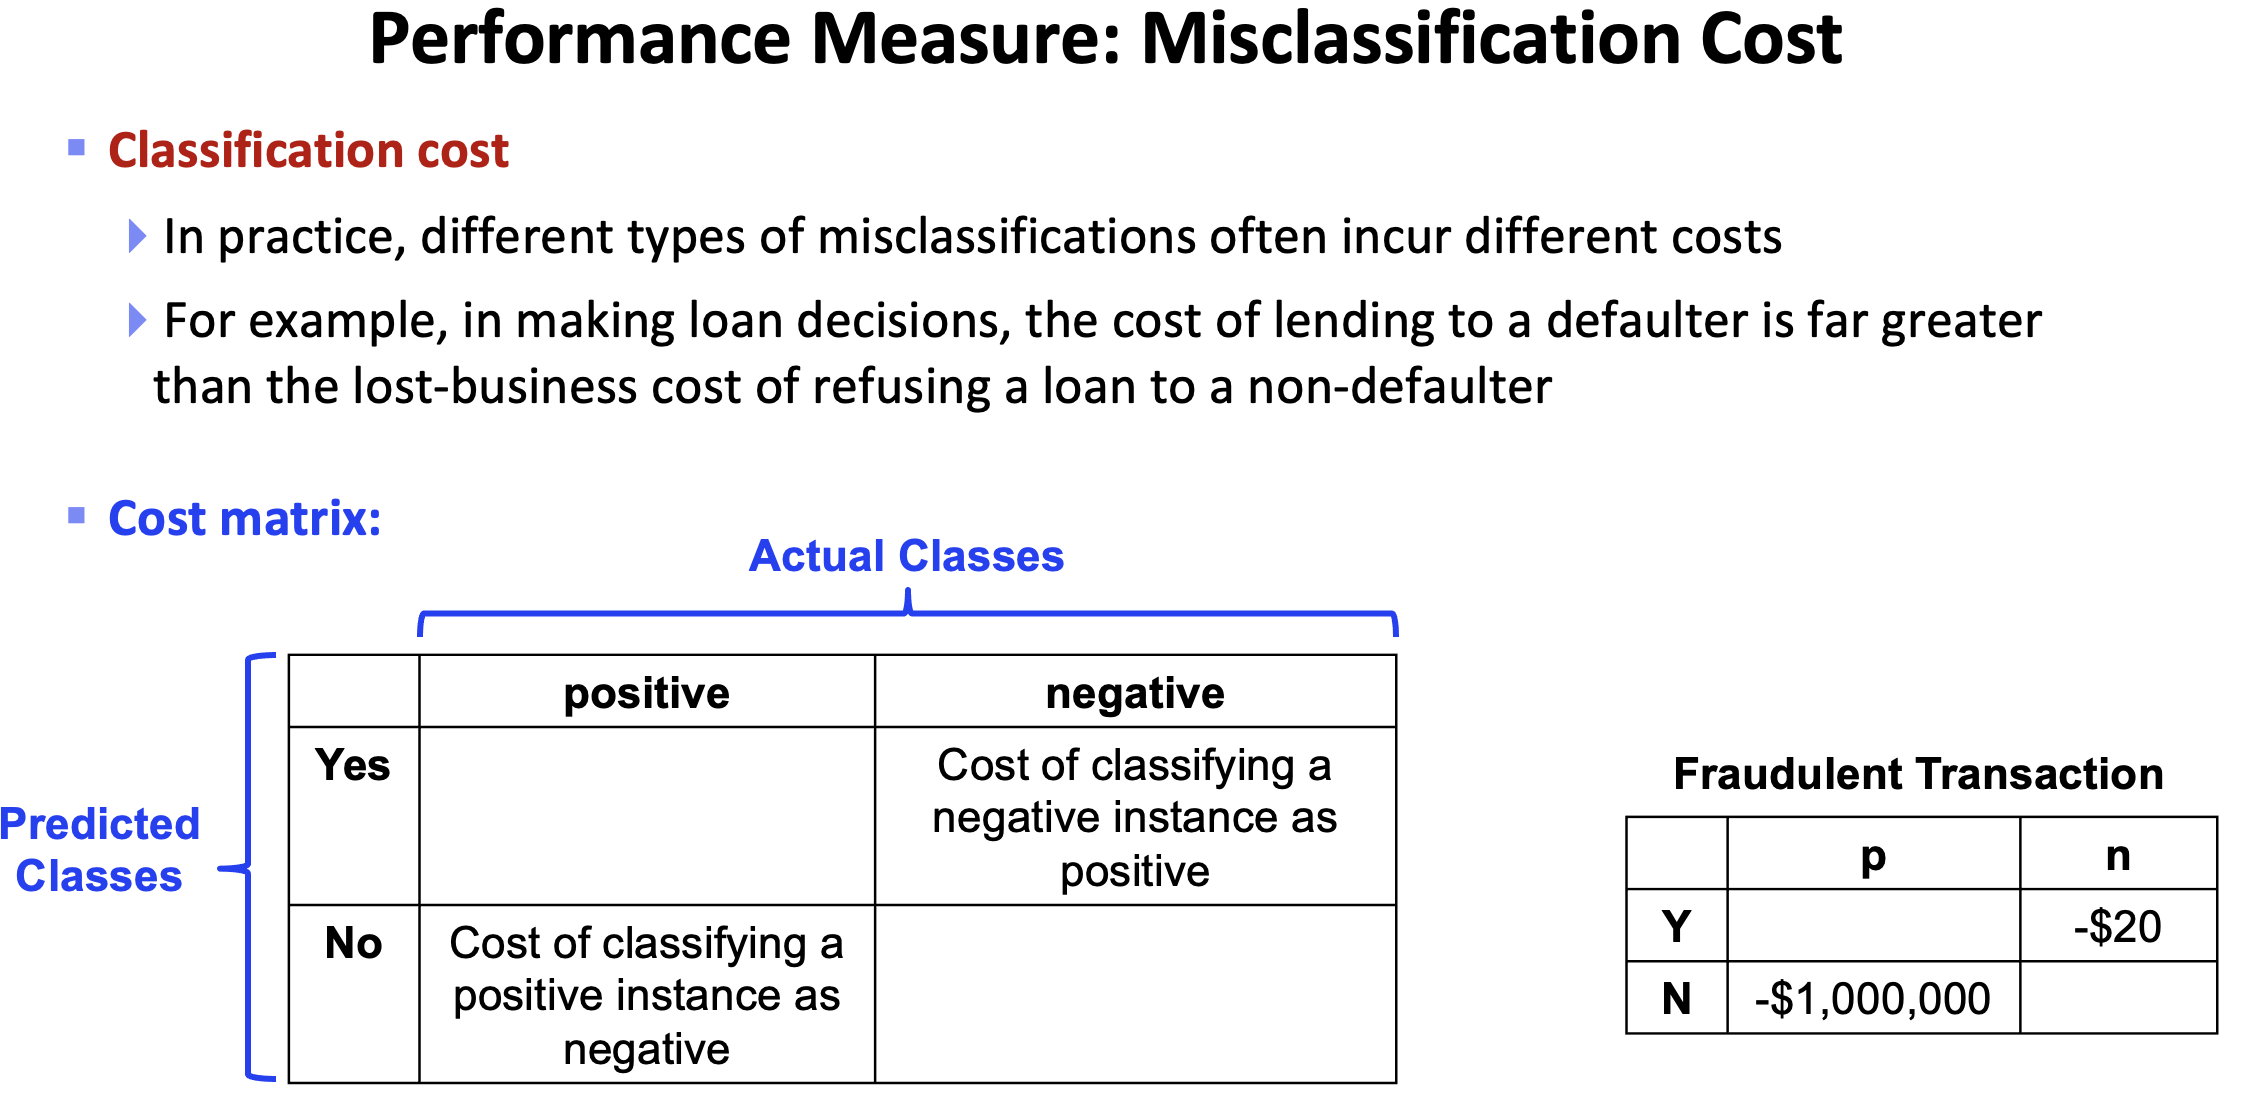 Performance Measure: Misclassification Cost
Classification cost
In practice, different types of misclassifications often incur different costs
For example, in making loan decisions, the cost of lending to a defaulter is far greater
than the lost-business cost of refusing a loan to a non-defaulter
Cost matrix:
Actual Classes
Predicted
Classes
positive negative
Yes
Cost of classifying a
negative instance as
positive
No
Cost of classifying a
positive instance as
negative
Fraudulent Transaction
p n
Y -$20
N -$1,000,000